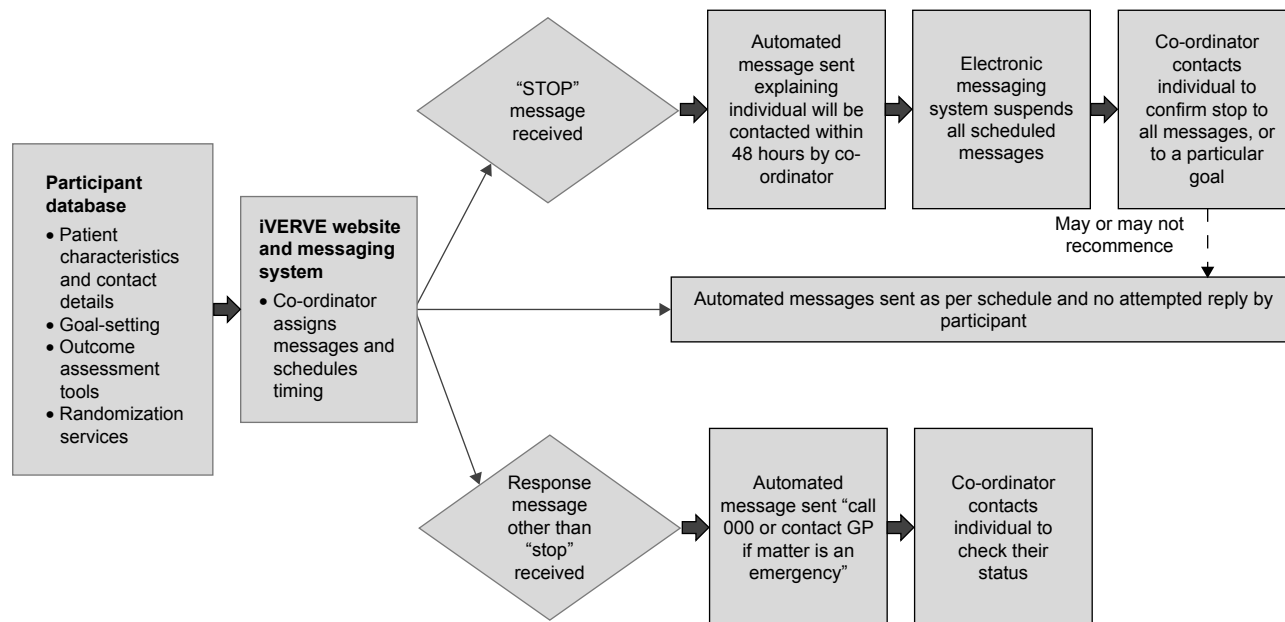 Participant
database
• Patient
characteristics
and contact
details
• Goal-setting
• Outcome
assessment
tools
• Randomization
services
iVERVE website
and messaging
system
• Co-ordinator
assigns
messages and
schedules
timing
“STOP”
message
received
Automated
message sent
explaining
individual will be
contacted within
48 hours by co-
ordinator
Electronic
messaging
system suspends
all scheduled
messages
Co-ordinator
contacts
individual to
confirm stop to
all messages, or
to a particular
goal
May or may not
recommence
Automated messages sent as per schedule and no attempted reply by
participant
Response
message
other than
“stop”
received
Automated
message sent “call
000 or contact GP
if matter is an
emergency”
Co-ordinator
contacts
individual to
check their
status